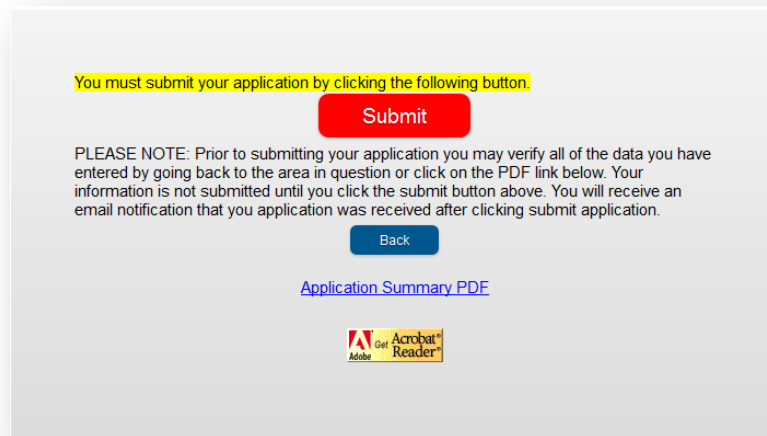 You must submit your application by clicking the following button.
Submit
PLEASE NOTE: Prior to submitting your application you may verify all of the data you have
entered by going back to the area in question or click on the PDF link below. Your
information is not submitted until you click the submit button above. You will receive an
email notification that you application was received after clicking submit application.
Back
Application Summary PDF
Adobe
Get Acrobat®
Reader®